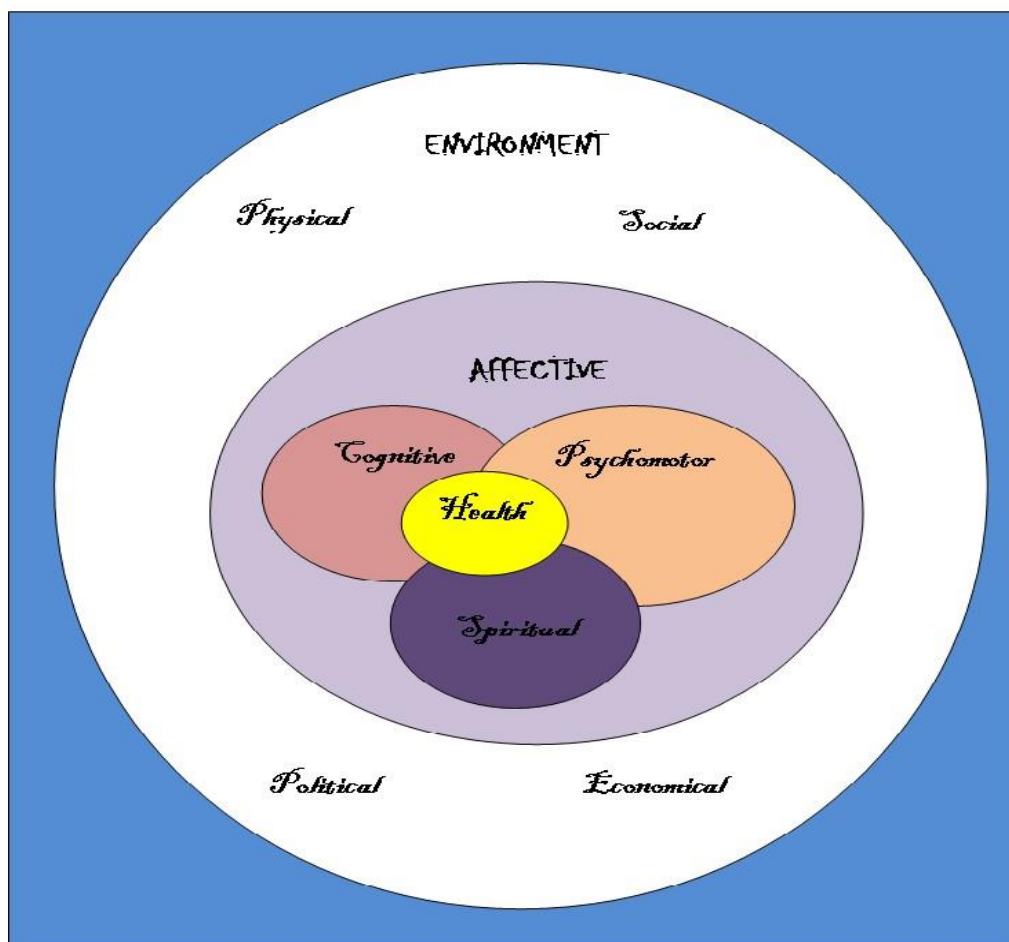 ENVIRONMENT
Physical
Social
AFFECTIVE
Cognitive
Psychomotor
Health
Spiritual
Political
Economical